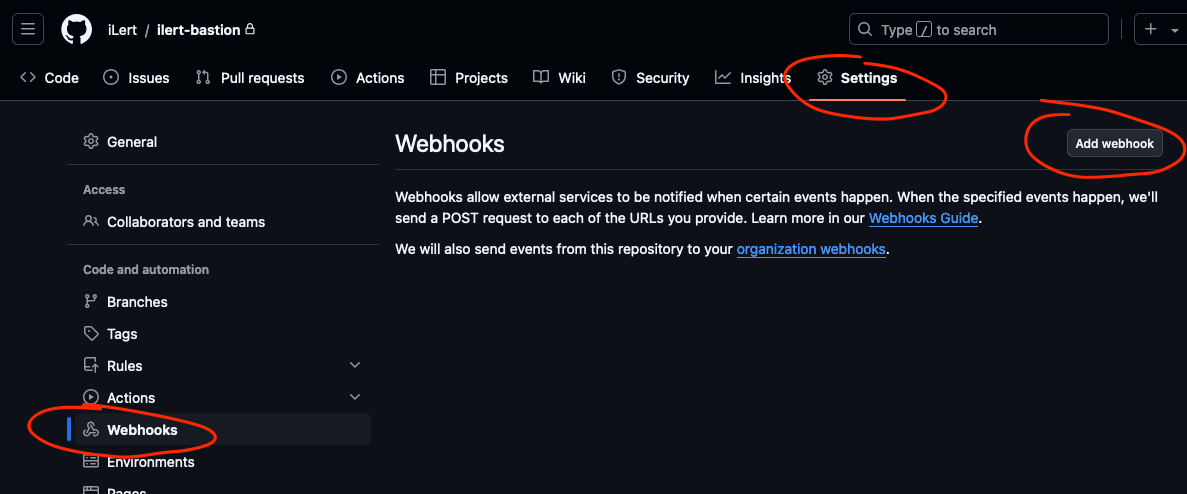 iLert / ilert-bastion
Type / to search
Code Issues Pull requests Actions Projects Wiki Security Insights Settings
General
Access
Collaborators and teams
Code and automation
Branches
Tags
Rules
Actions
Webhooks
Environments
Pages
Webhooks
Add webhook
Webhooks allow external services to be notified when certain events happen. When the specified events happen, we'll
send a POST request to each of the URLs you provide. Learn more in our Webhooks Guide.
We will also send events from this repository to your organization webhooks.